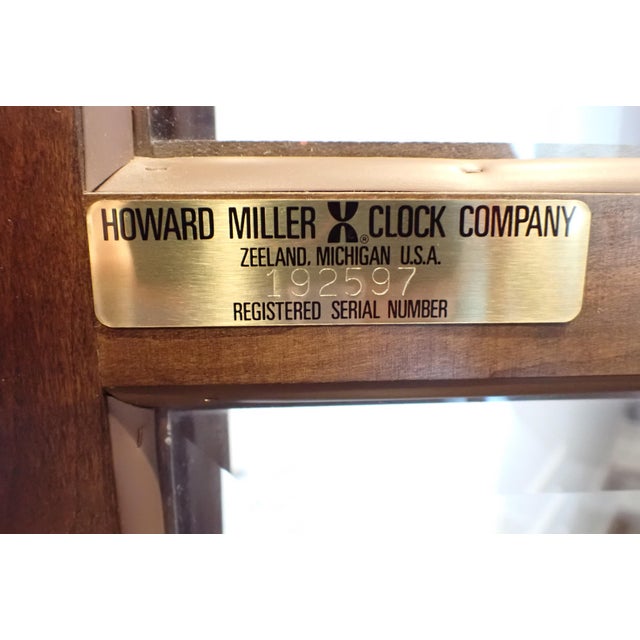 HOWARD MILLER ® CLOCK COMPANY
ZEELAND, MICHIGAN U.S.A.
192597
REGISTERED SERIAL NUMBER